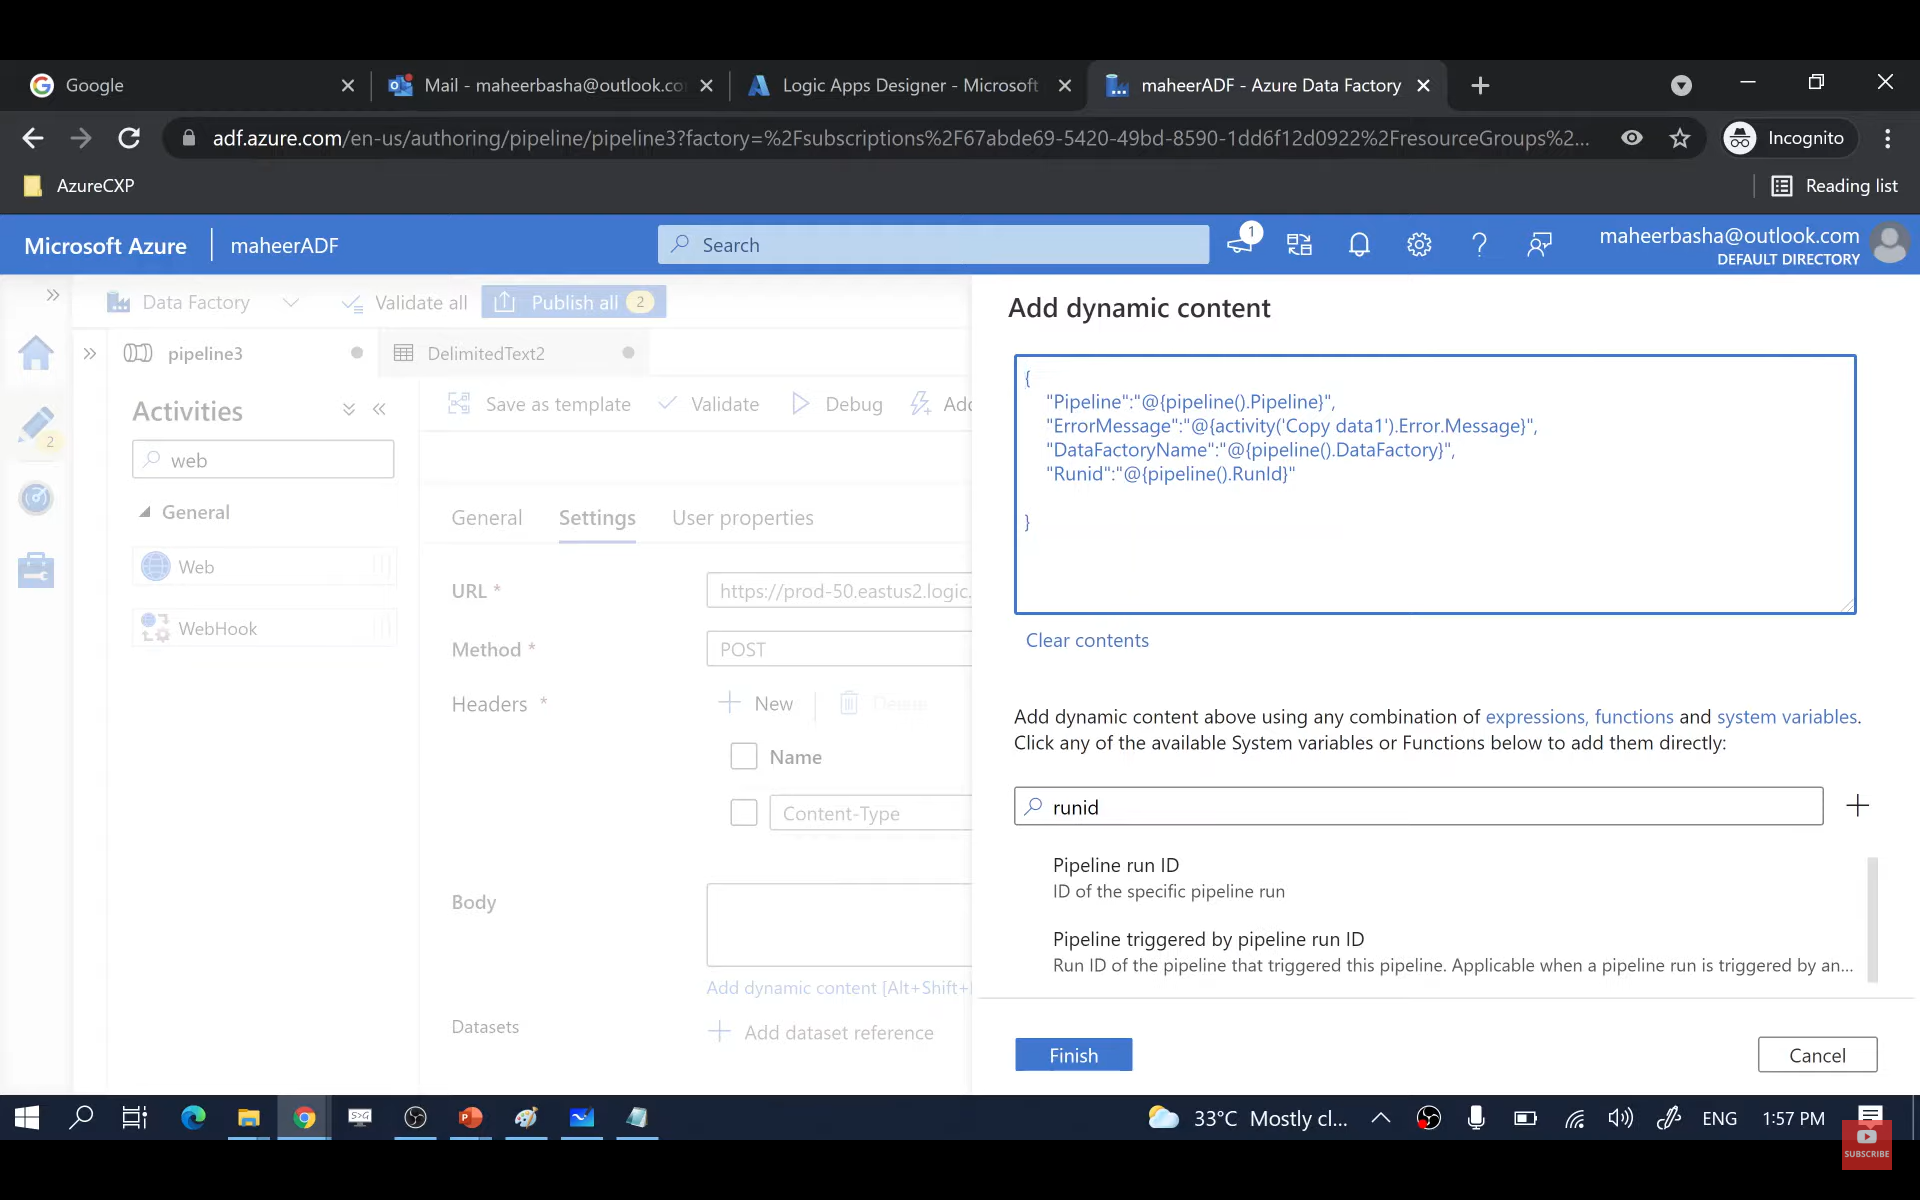 Google
Mail - maheerbasha@outlook.co
Logic Apps Designer - Microsoft
maheerADF - Azure Data Factory
adf.azure.com/en-us/authoring/pipeline/pipeline3?factory=%2Fsubscriptions%2F67abde69-5420-49bd-8590-1dd6f12d0922%2FresourceGroups%2...
Incognito
AzureCXP
Reading list
Microsoft Azure
maheerADF
Search
1
maheerbasha@outlook.com
DEFAULT DIRECTORY
Data Factory
Validate all
Publish all 2
pipeline3
DelimitedText2
2
Activities
web
General
Web
WebHook
Save as template
Validate
Debug
Add
General
Settings
User properties
URL *
https://prod-50.eastus2.logic.
Method *
POST
Headers *
New
Name
Content-Type
Body
Add dynamic content [Alt+Shift+
Datasets
Add dataset reference
Add dynamic content
{
"Pipeline":"@{pipeline().Pipeline}",
"ErrorMessage":"@{activity('Copy data1').Error.Message}",
"DataFactoryName":"@{pipeline().DataFactory}",
"Runid":"@{pipeline().RunId}"
}
Clear contents
Add dynamic content above using any combination of expressions, functions and system variables.
Click any of the available System variables or Functions below to add them directly:
runid
Pipeline run ID
ID of the specific pipeline run
Pipeline triggered by pipeline run ID
Run ID of the pipeline that triggered this pipeline. Applicable when a pipeline run is triggered by an...
Finish
Cancel
33°C Mostly cl...
ENG
1:57 PM
SUBSCRIBE